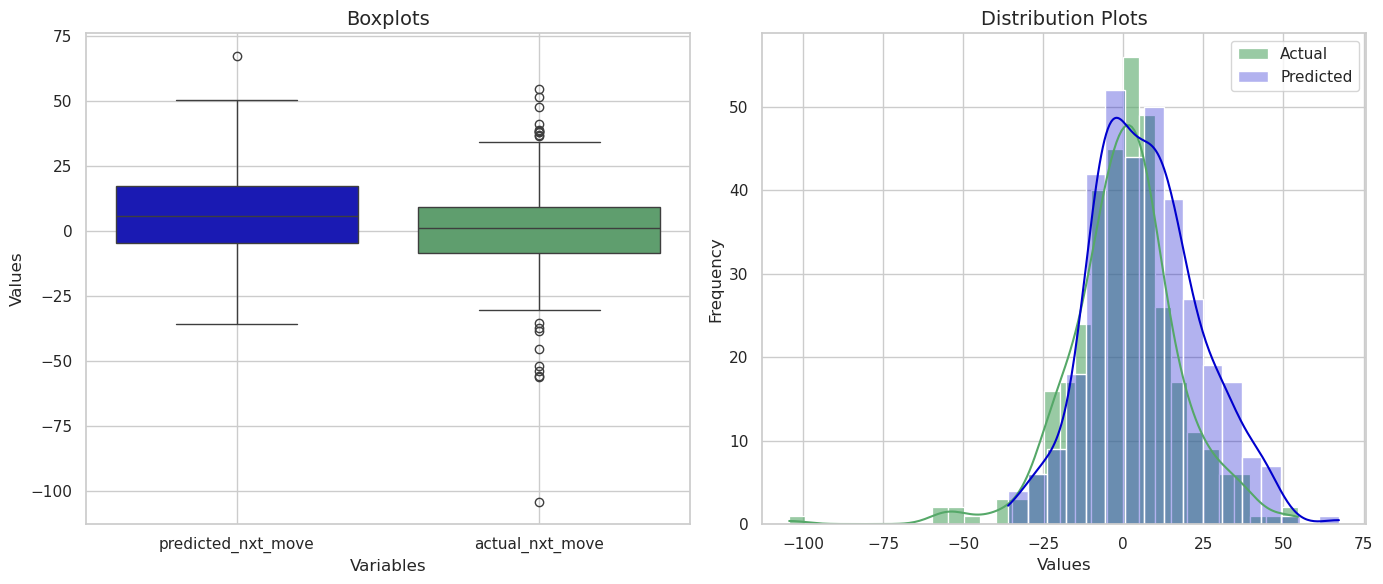 Boxplots
75
50
25
0
−25
−50
−75
−100
Values
predicted_nxt_move
actual_nxt_move
Variables
Distribution Plots
Actual
Predicted
50
40
30
20
10
0
Frequency
−100
−75
−50
−25
0
25
50
75
Values